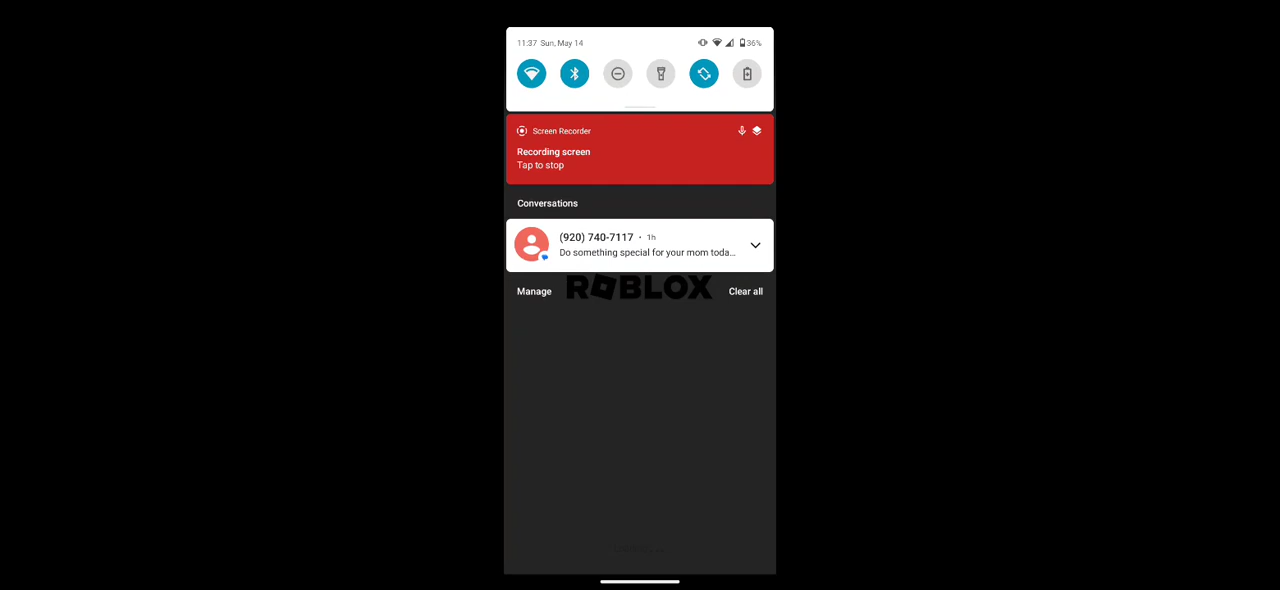 11:37 Sun, May 14
36%
Screen Recorder
Recording screen
Tap to stop
Conversations
(920) 740-7117 · 1h
Do something special for your mom toda…
Manage
ROBLOX
Clear all